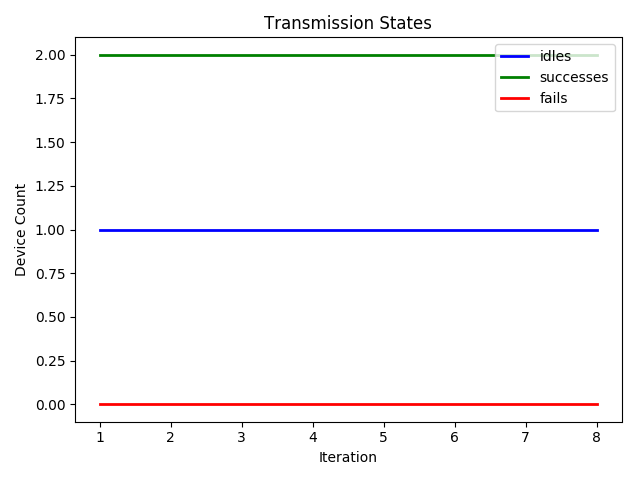 Transmission States
idles
successes
fails
Device Count
2.00
1.75
1.50
1.25
1.00
0.75
0.50
0.25
0.00
1 2 3 4 5 6 7 8
Iteration